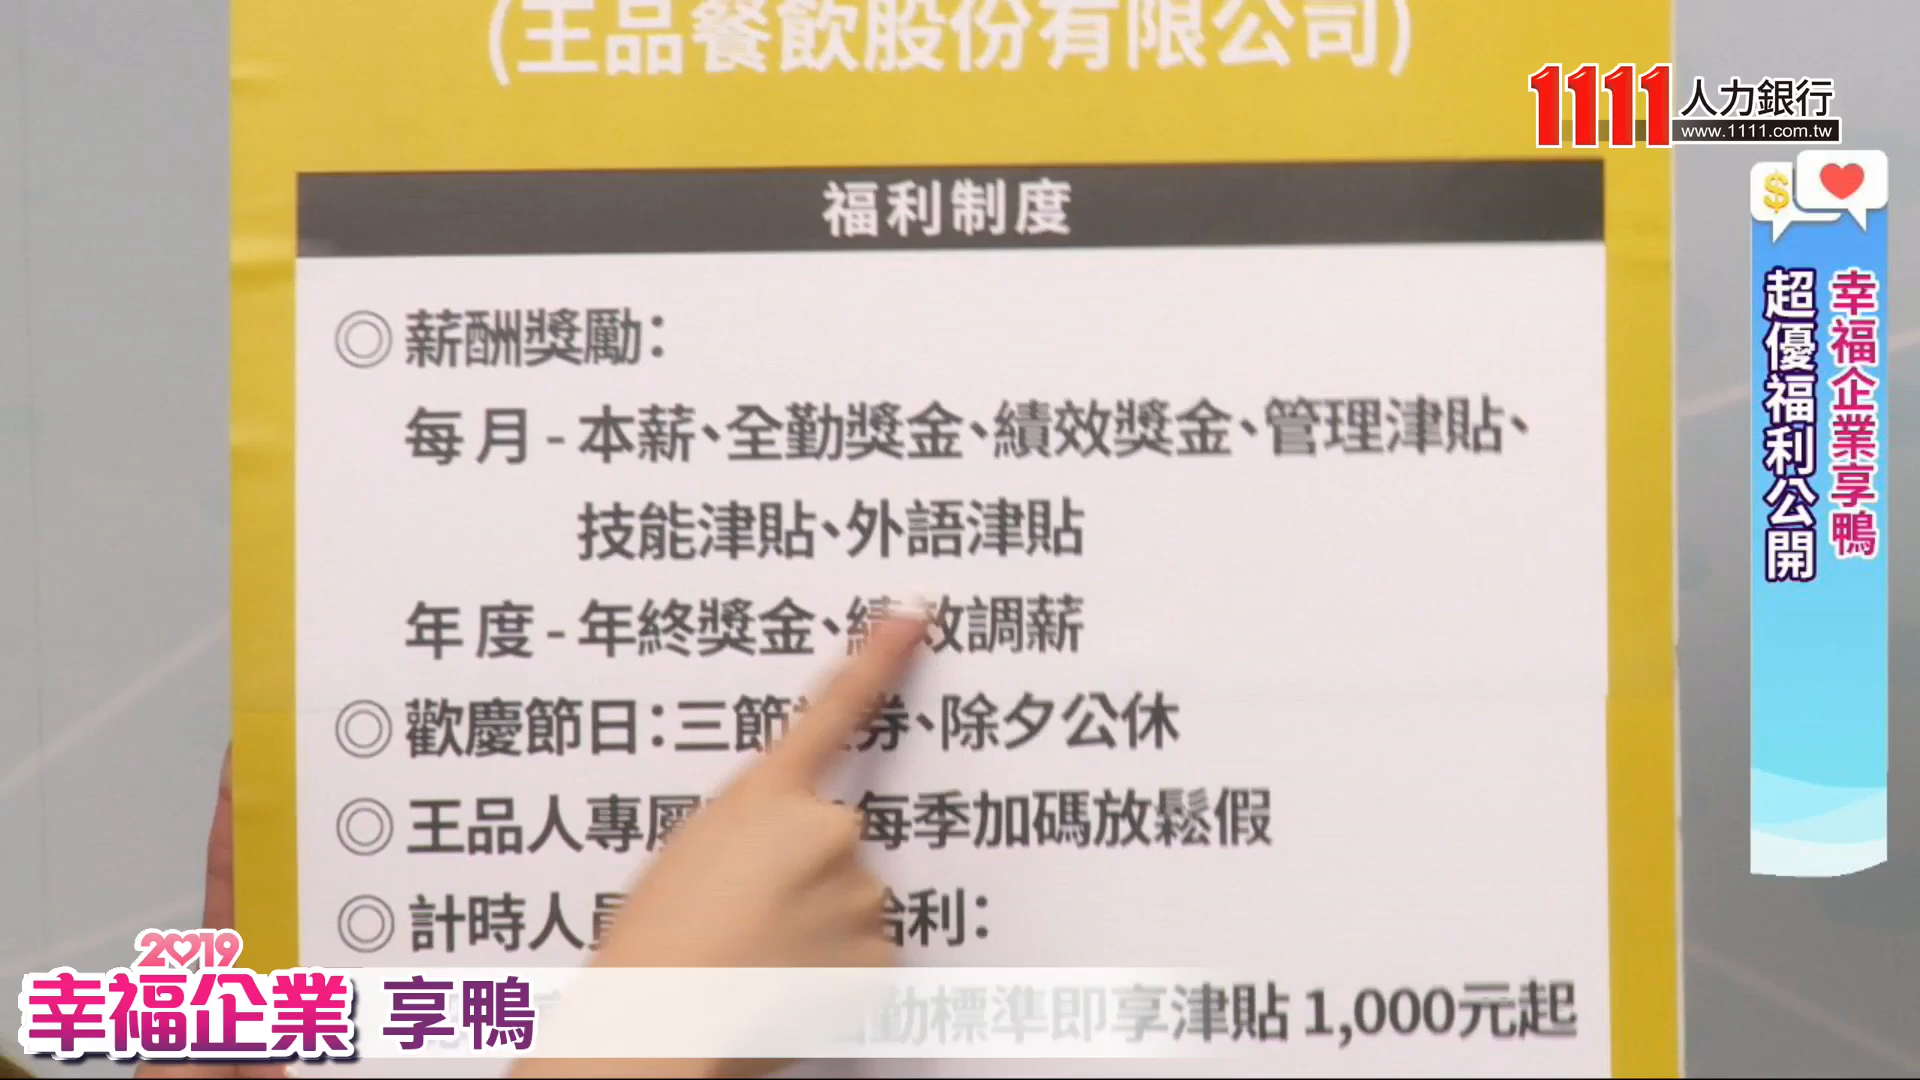 (王品餐飲股份有限公司)
1111 人力銀行
www.1111.com.tw
福利制度
◎薪酬獎勵：
每月-本薪、全勤獎金、績效獎金、管理津貼、
技能津貼、外語津貼
年度-年終獎金、績效調薪
◎歡慶節日：三節 券、除夕公休
◎王品人專屬 每季加碼放鬆假
◎計時人員 利：
勤標準即享津貼1,000元起
幸福企業享鴨
超優福利公開
2019
幸福企業 享鴨